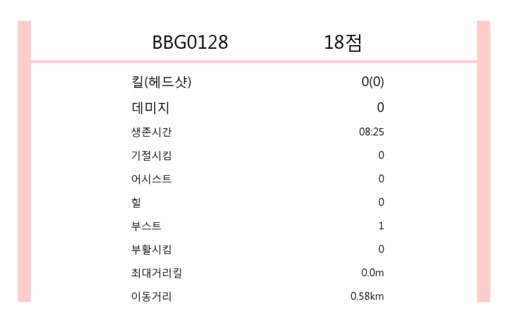 BBG0128 18점
킬(헤드샷) 0(0)
데미지 0
생존시간 08:25
기절시킴 0
어시스트 0
힐 0
부스트 1
부활시킴 0
최대거리킬 0.0m
이동거리 0.58km